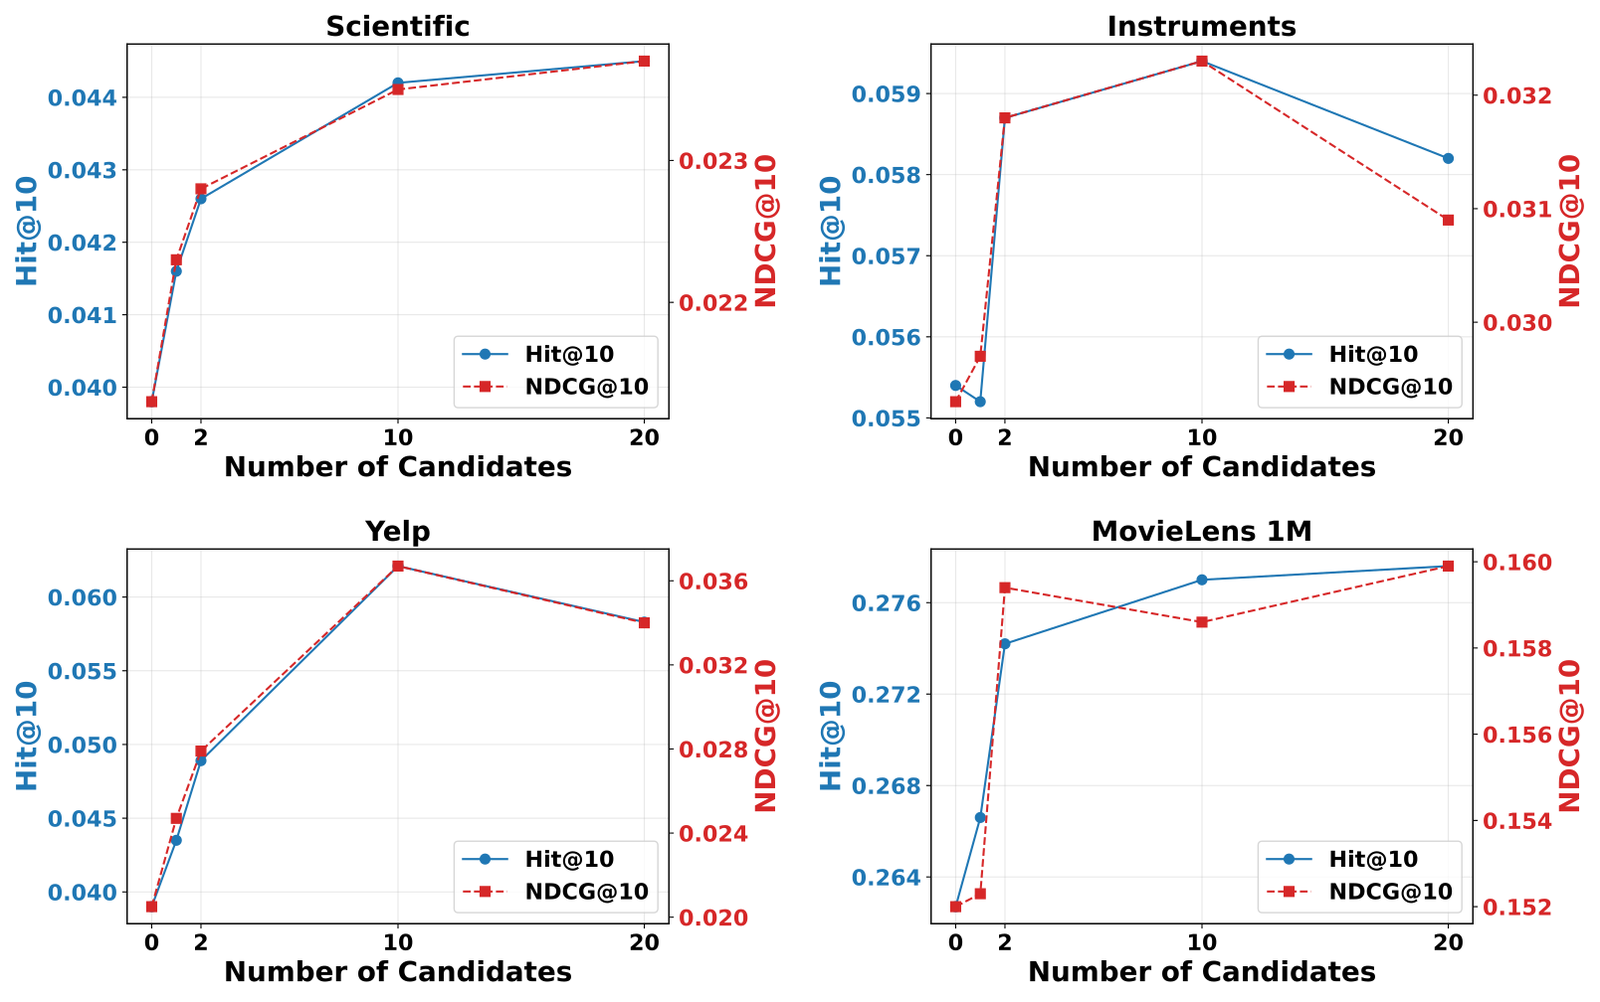 Scientific
Hit@10
0.044
0.043
0.042
0.041
0.040
0.023
0.022
NDCG@10
Hit@10
NDCG@10
0 2 10 20
Number of Candidates
Instruments
Hit@10
0.059
0.058
0.057
0.056
0.055
0.032
0.031
0.030
NDCG@10
Hit@10
NDCG@10
0 2 10 20
Number of Candidates
Yelp
Hit@10
0.060
0.055
0.050
0.045
0.040
0.036
0.032
0.028
0.024
0.020
NDCG@10
Hit@10
NDCG@10
0 2 10 20
Number of Candidates
MovieLens 1M
Hit@10
0.276
0.272
0.268
0.264
0.160
0.158
0.156
0.154
0.152
NDCG@10
Hit@10
NDCG@10
0 2 10 20
Number of Candidates